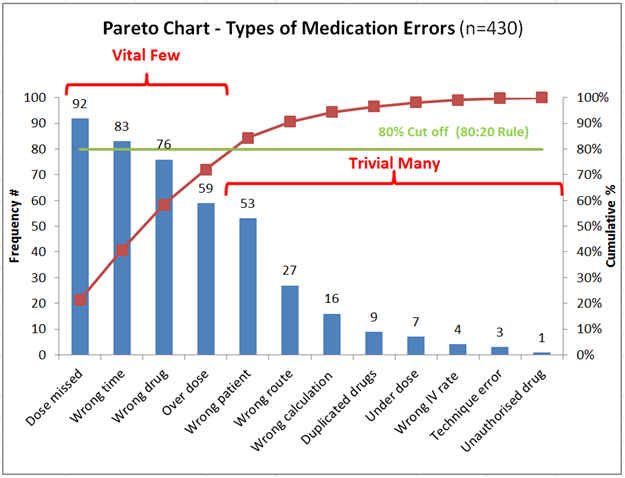 Pareto Chart - Types of Medication Errors (n=430)
Vital Few
100
90
80
70
60
50
40
30
20
10
0
Frequency #
92
83
76
59
53
27
16
9
7
4
3
1
80% Cut off (80:20 Rule)
Trivial Many
100%
90%
80%
70%
60%
50%
40%
30%
20%
10%
0%
Cumulative %
Dose missed
Wrong time
Wrong drug
Over dose
Wrong patient
Wrong route
Wrong calculation
Duplicated drugs
Under dose
Wrong IV rate
Technique error
Unauthorised drug